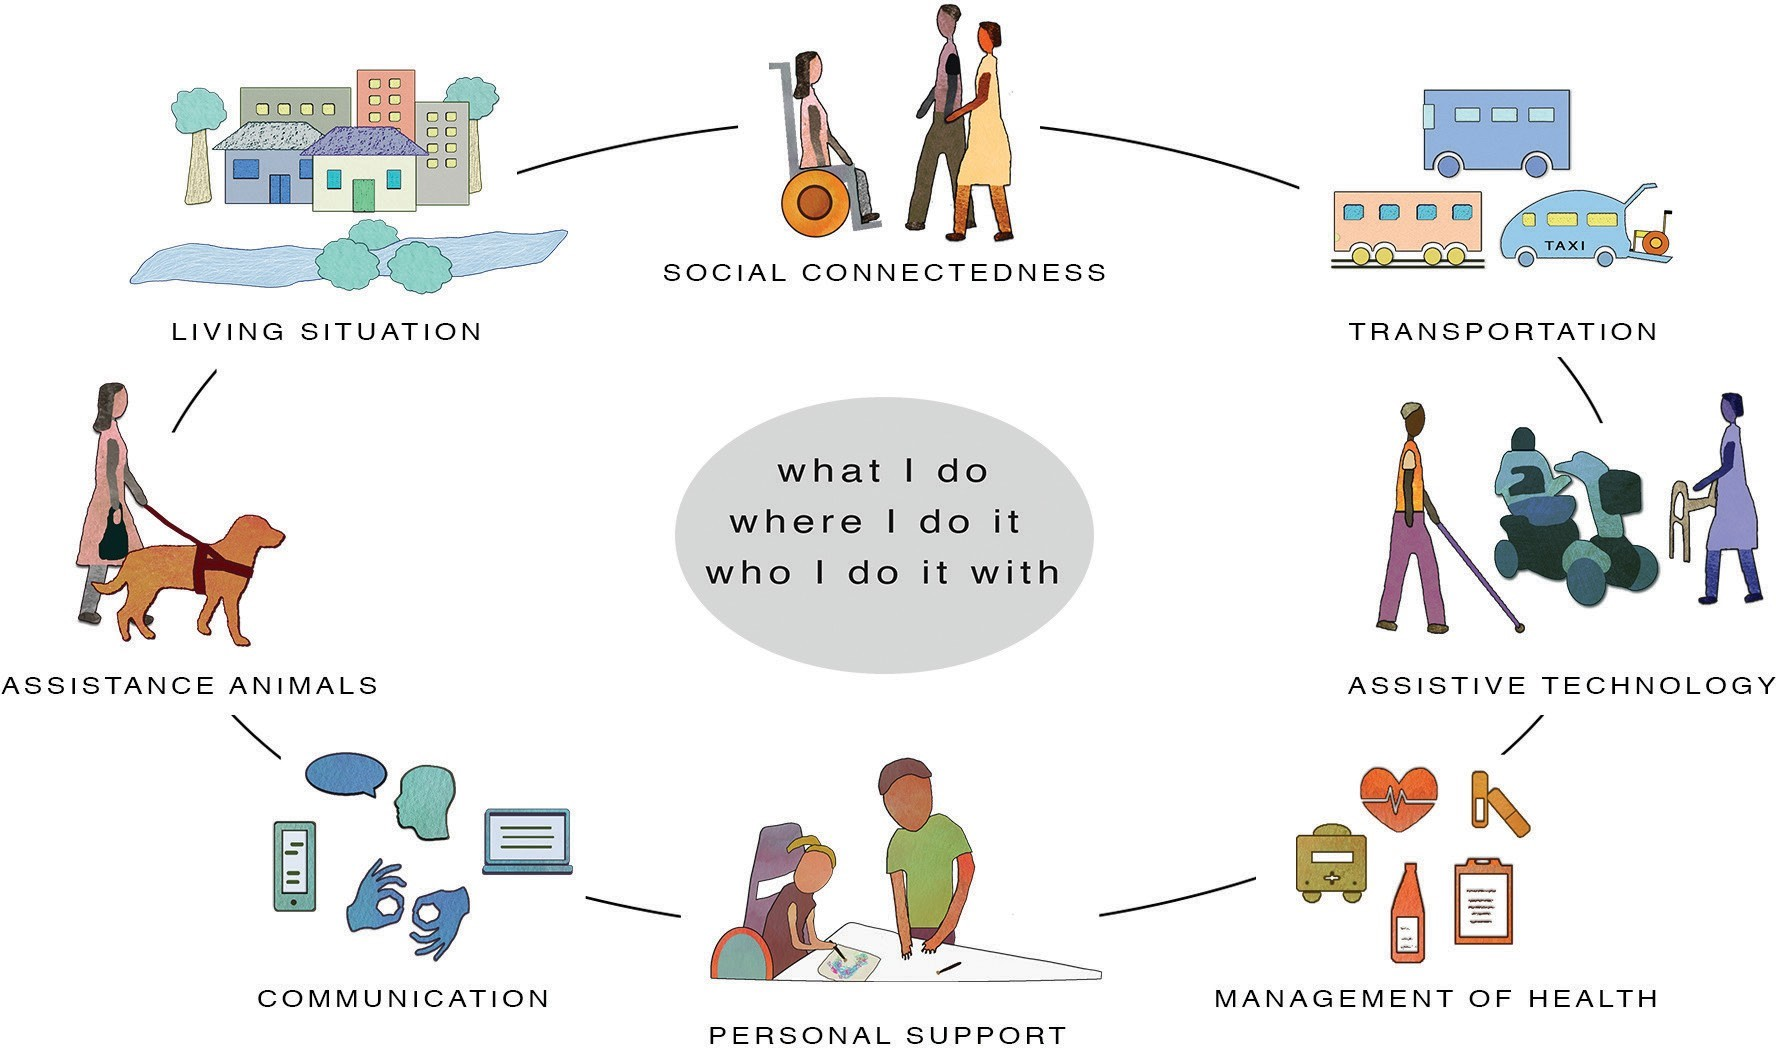 SOCIAL CONNECTEDNESS
LIVING SITUATION
TAXI
TRANSPORTATION
what I do
where I do it
who I do it with
ASSISTANCE ANIMALS
ASSISTIVE TECHNOLOGY
COMMUNICATION
PERSONAL SUPPORT
MANAGEMENT OF HEALTH